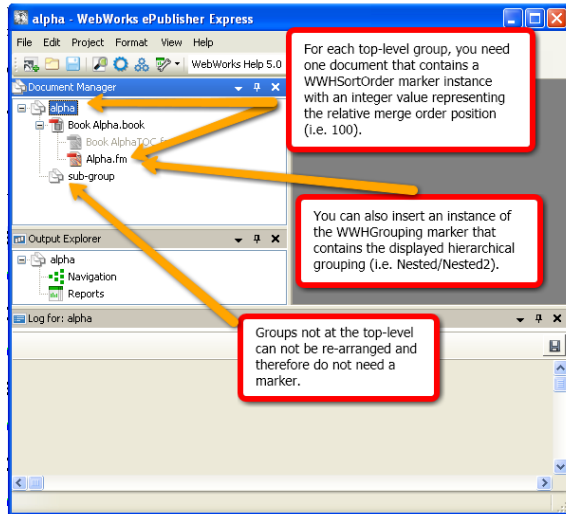 alpha - WebWorks ePublisher Express
File Edit Project Format View Help
WebWorks Help 5.0
For each top-level group, you need
one document that contains a
WWHSortOrder marker instance
with an integer value representing
the relative merge order position
(i.e. 100).
Document Manager
alpha
Book Alpha.book
Book AlphaTOC.f
Alpha.fm
sub-group
You can also insert an instance of
the WWHGrouping marker that
contains the displayed hierarchical
grouping (i.e. Nested/Nested2).
Output Explorer
alpha
Navigation
Reports
Log for: alpha
Groups not at the top-level
can not be re-arranged and
therefore do not need a
marker.